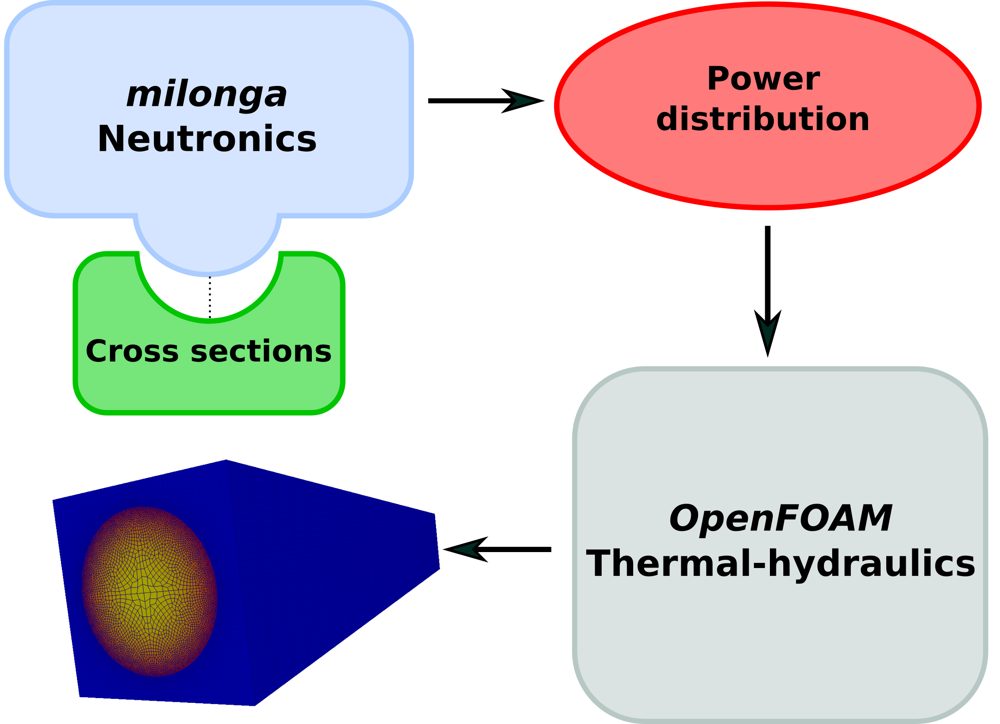 milonga
Neutronics
Power
distribution
Cross sections
OpenFOAM
Thermal-hydraulics